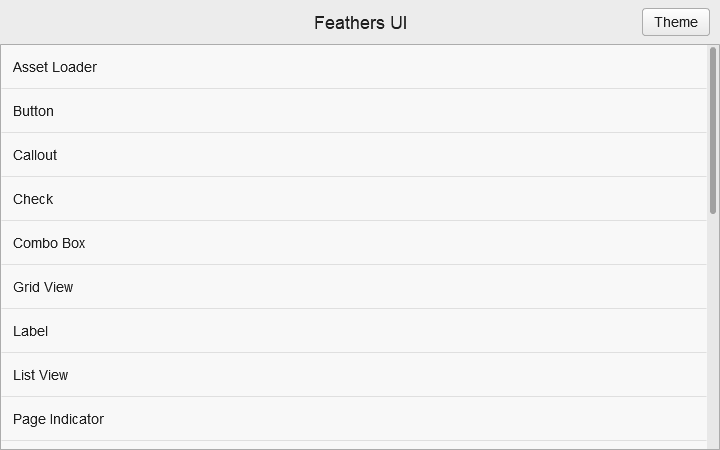 Feathers UI
Theme
Asset Loader
Button
Callout
Check
Combo Box
Grid View
Label
List View
Page Indicator